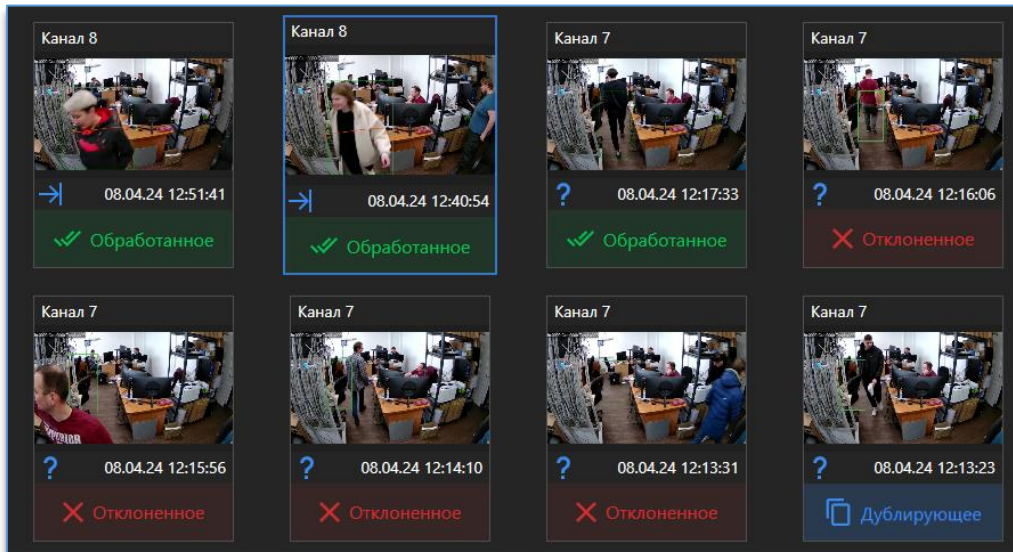 Канал 8
Канал 8
Канал 7
Канал 7
08.04.24 12:51:41
08.04.24 12:40:54
? 08.04.24 12:17:33
? 08.04.24 12:16:06
Обработанное
Обработанное
Обработанное
Отклоненное
Канал 7
Канал 7
Канал 7
Канал 7
? 08.04.24 12:15:56
? 08.04.24 12:14:10
? 08.04.24 12:13:31
? 08.04.24 12:13:23
Отклоненное
Отклоненное
Отклоненное
Дублирующее